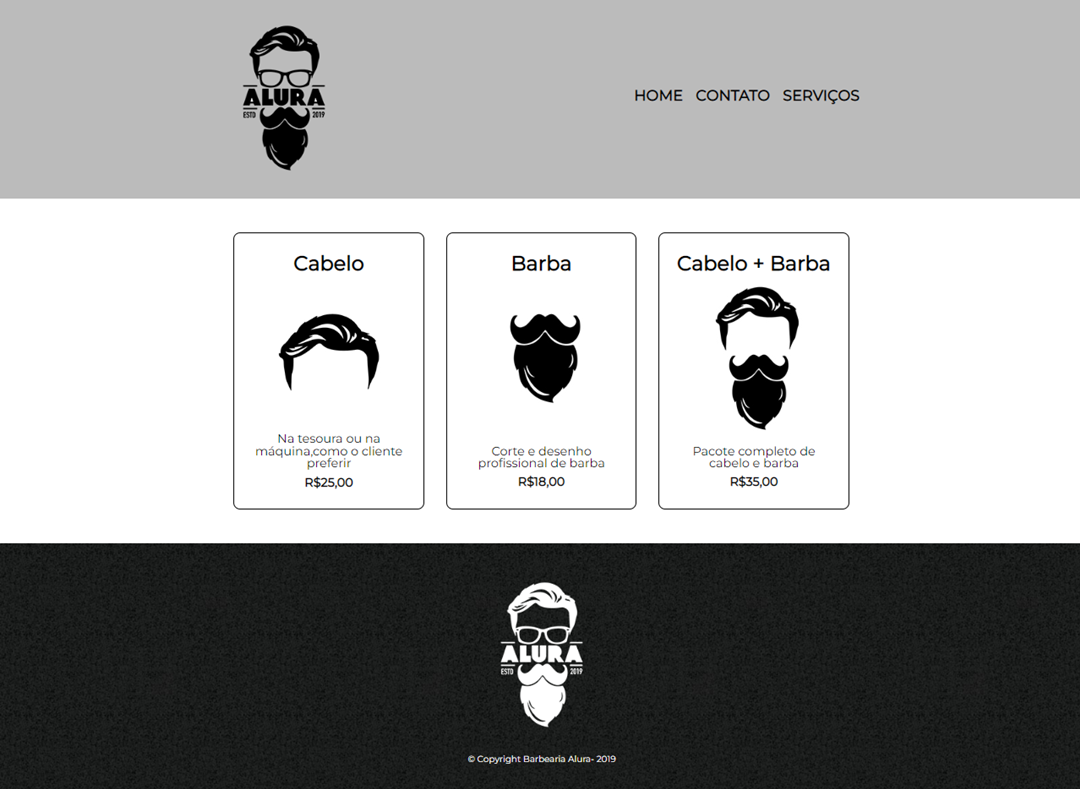 ALURA
ESTD 2019
HOME CONTATO SERVIÇOS
Cabelo
Na tesoura ou na
máquina,como o cliente
preferir
R$25,00
Barba
Corte e desenho
profissional de barba
R$18,00
Cabelo + Barba
Pacote completo de
cabelo e barba
R$35,00
ALURA
ESTD 2019
© Copyright Barbearia Alura- 2019